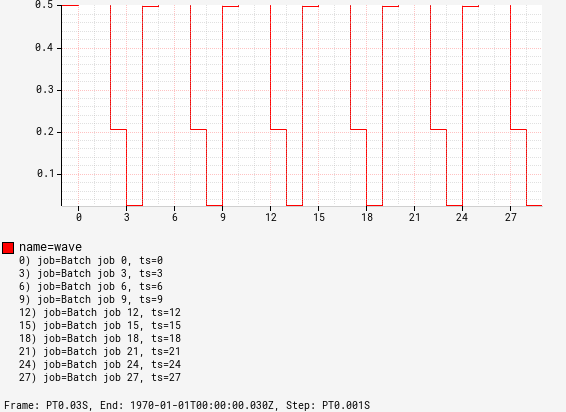 0.5
0.4
0.3
0.2
0.1
0 3 6 9 12 15 18 21 24 27
name=wave
0) job=Batch job 0, ts=0
3) job=Batch job 3, ts=3
6) job=Batch job 6, ts=6
9) job=Batch job 9, ts=9
12) job=Batch job 12, ts=12
15) job=Batch job 15, ts=15
18) job=Batch job 18, ts=18
21) job=Batch job 21, ts=21
24) job=Batch job 24, ts=24
27) job=Batch job 27, ts=27
Frame: PT0.03S, End: 1970-01-01T00:00:00.030Z, Step: PT0.001S